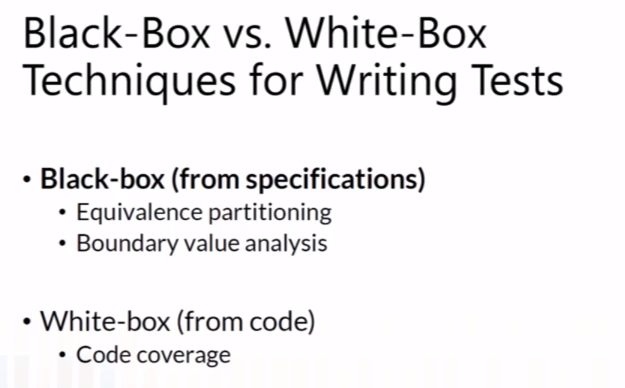 Black-Box vs. White-Box
Techniques for Writing Tests
• Black-box (from specifications)
• Equivalence partitioning
• Boundary value analysis
• White-box (from code)
• Code coverage